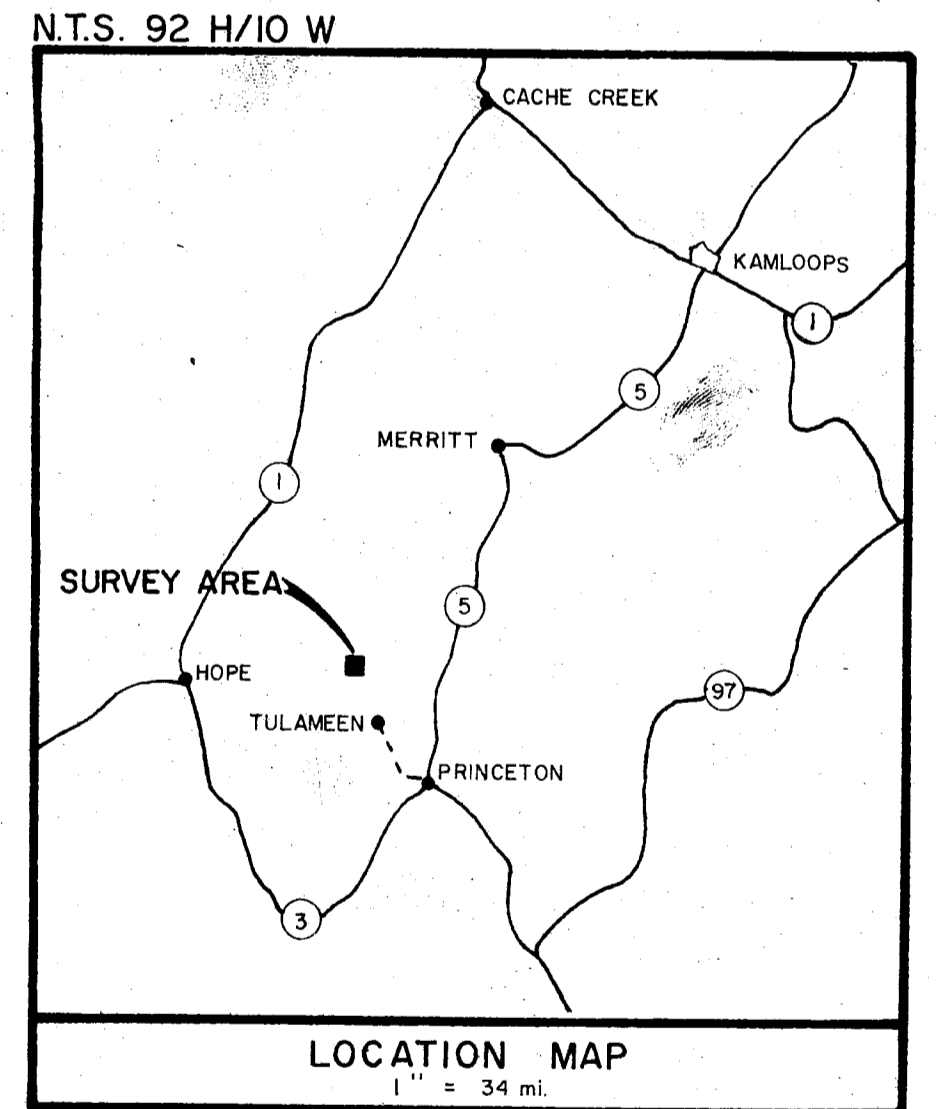 N.T.S. 92 H/10 W
CACHE CREEK
KAMLOOPS
1
5
MERRITT
1
SURVEY AREA
5
HOPE
97
TULAMEEN
PRINCETON
3
LOCATION MAP
1" = 34 mi.